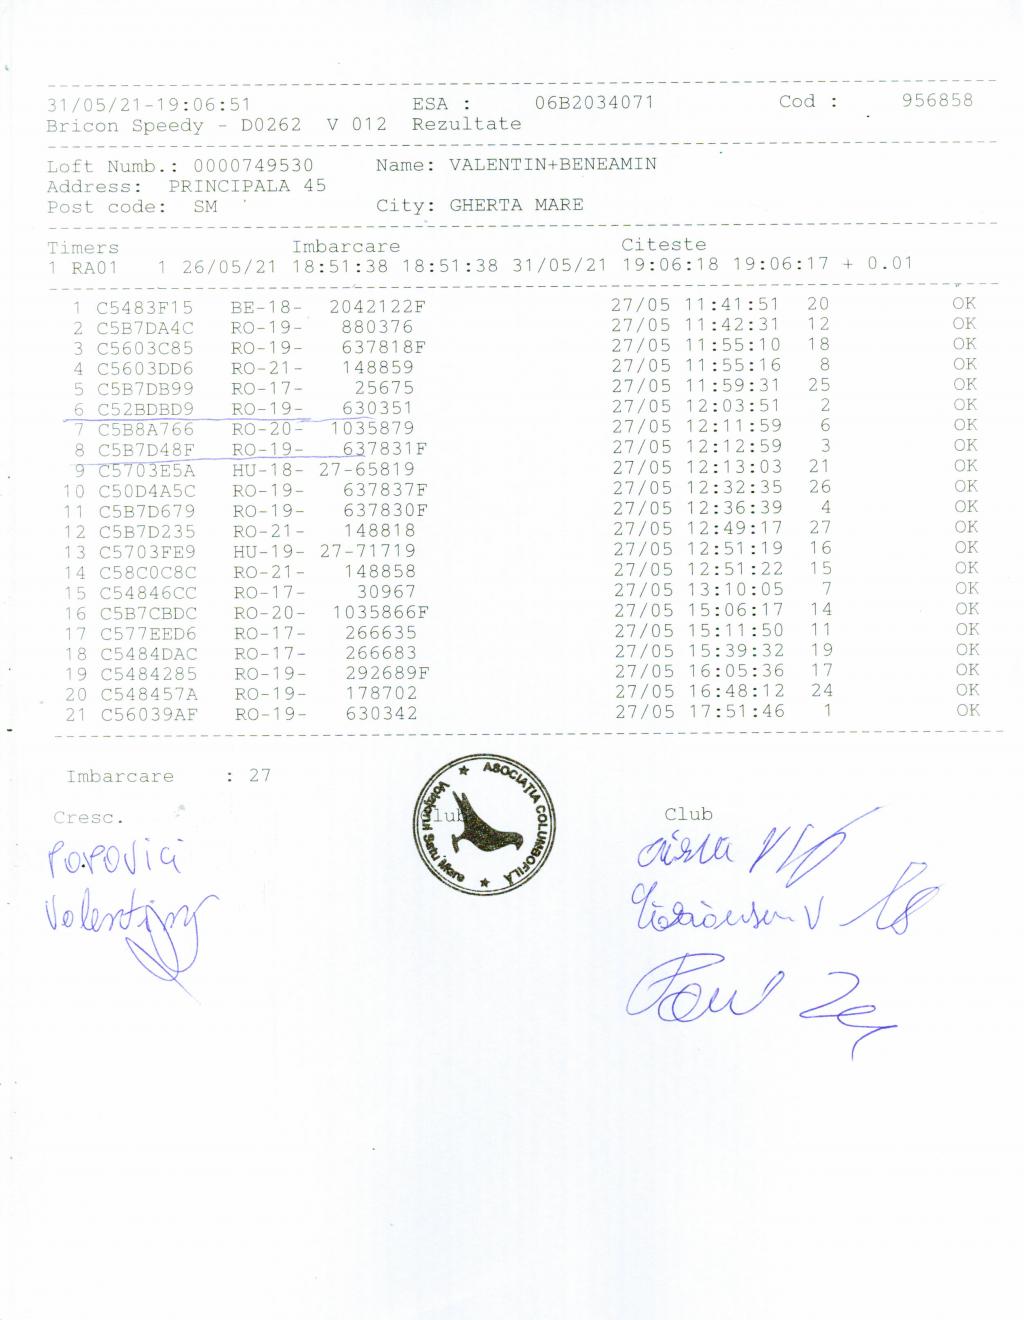 31/05/21-19:06:51 ESA : 06B2034071 Cod : 956858
Bricon Speedy - D0262 V 012 Rezultate
Loft Numb.: 0000749530 Name: VALENTIN+BENEAMIN
Address: PRINCIPALA 45
Post code: SM City: GHERTA MARE
Timers Imbarcare Citeste
1 RA01 1 26/05/21 18:51:38 18:51:38 31/05/21 19:06:18 19:06:17 + 0.01
1 C5483F15 BE-18- 2042122F 27/05 11:41:51 20 OK
2 C5B7DA4C RO-19- 880376 27/05 11:42:31 12 OK
3 C5603C85 RO-19- 637818F 27/05 11:55:10 18 OK
4 C5603DD6 RO-21- 148859 27/05 11:55:16 8 OK
5 C5B7DB99 RO-17- 25675 27/05 11:59:31 25 OK
6 C52BDBD9 RO-19- 630351 27/05 12:03:51 2 OK
7 C5B8A766 RO-20- 1035879 27/05 12:11:59 6 OK
8 C5B7D48F RO-19- 637831F 27/05 12:12:59 3 OK
9 C5703E5A HU-18- 27-65819 27/05 12:13:03 21 OK
10 C50D4A5C RO-19- 637837F 27/05 12:32:35 26 OK
11 C5B7D679 RO-19- 637830F 27/05 12:36:39 4 OK
12 C5B7D235 RO-21- 148818 27/05 12:49:17 27 OK
13 C5703FE9 HU-19- 27-71719 27/05 12:51:19 16 OK
14 C58C0C8C RO-21- 148858 27/05 12:51:22 15 OK
15 C54846CC RO-17- 30967 27/05 13:10:05 7 OK
16 C5B7CBDC RO-20- 1035866F 27/05 15:06:17 14 OK
17 C577EED6 RO-17- 266635 27/05 15:11:50 11 OK
18 C5484DAC RO-17- 266683 27/05 15:39:32 19 OK
19 C5484285 RO-19- 292689F 27/05 16:05:36 17 OK
20 C548457A RO-19- 178702 27/05 16:48:12 24 OK
21 C56039AF RO-19- 630342 27/05 17:51:46 1 OK
Imbarcare : 27
ASOCIAȚIA COLUMBOFILĂ
Satu Mare
Cresc. Club Club
POPOVICI
Valentin